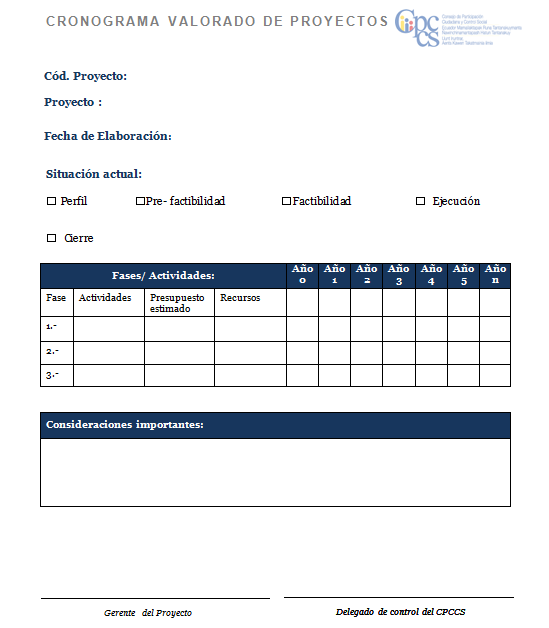 CRONOGRAMA VALORADO DE PROYECTOS
CPCCS
Consejo de Participación
Ciudadana y Control Social
Cód. Proyecto:
Proyecto :
Fecha de Elaboración:
Situación actual:
Perfil Pre- factibilidad Factibilidad Ejecución
Cierre
Fases/ Actividades: Año 0 Año 1 Año 2 Año 3 Año 4 Año 5 Año n
Fase Actividades Presupuesto estimado Recursos
1.-
2.-
3.-
Consideraciones importantes:
Gerente del Proyecto Delegado de control del CPCCS